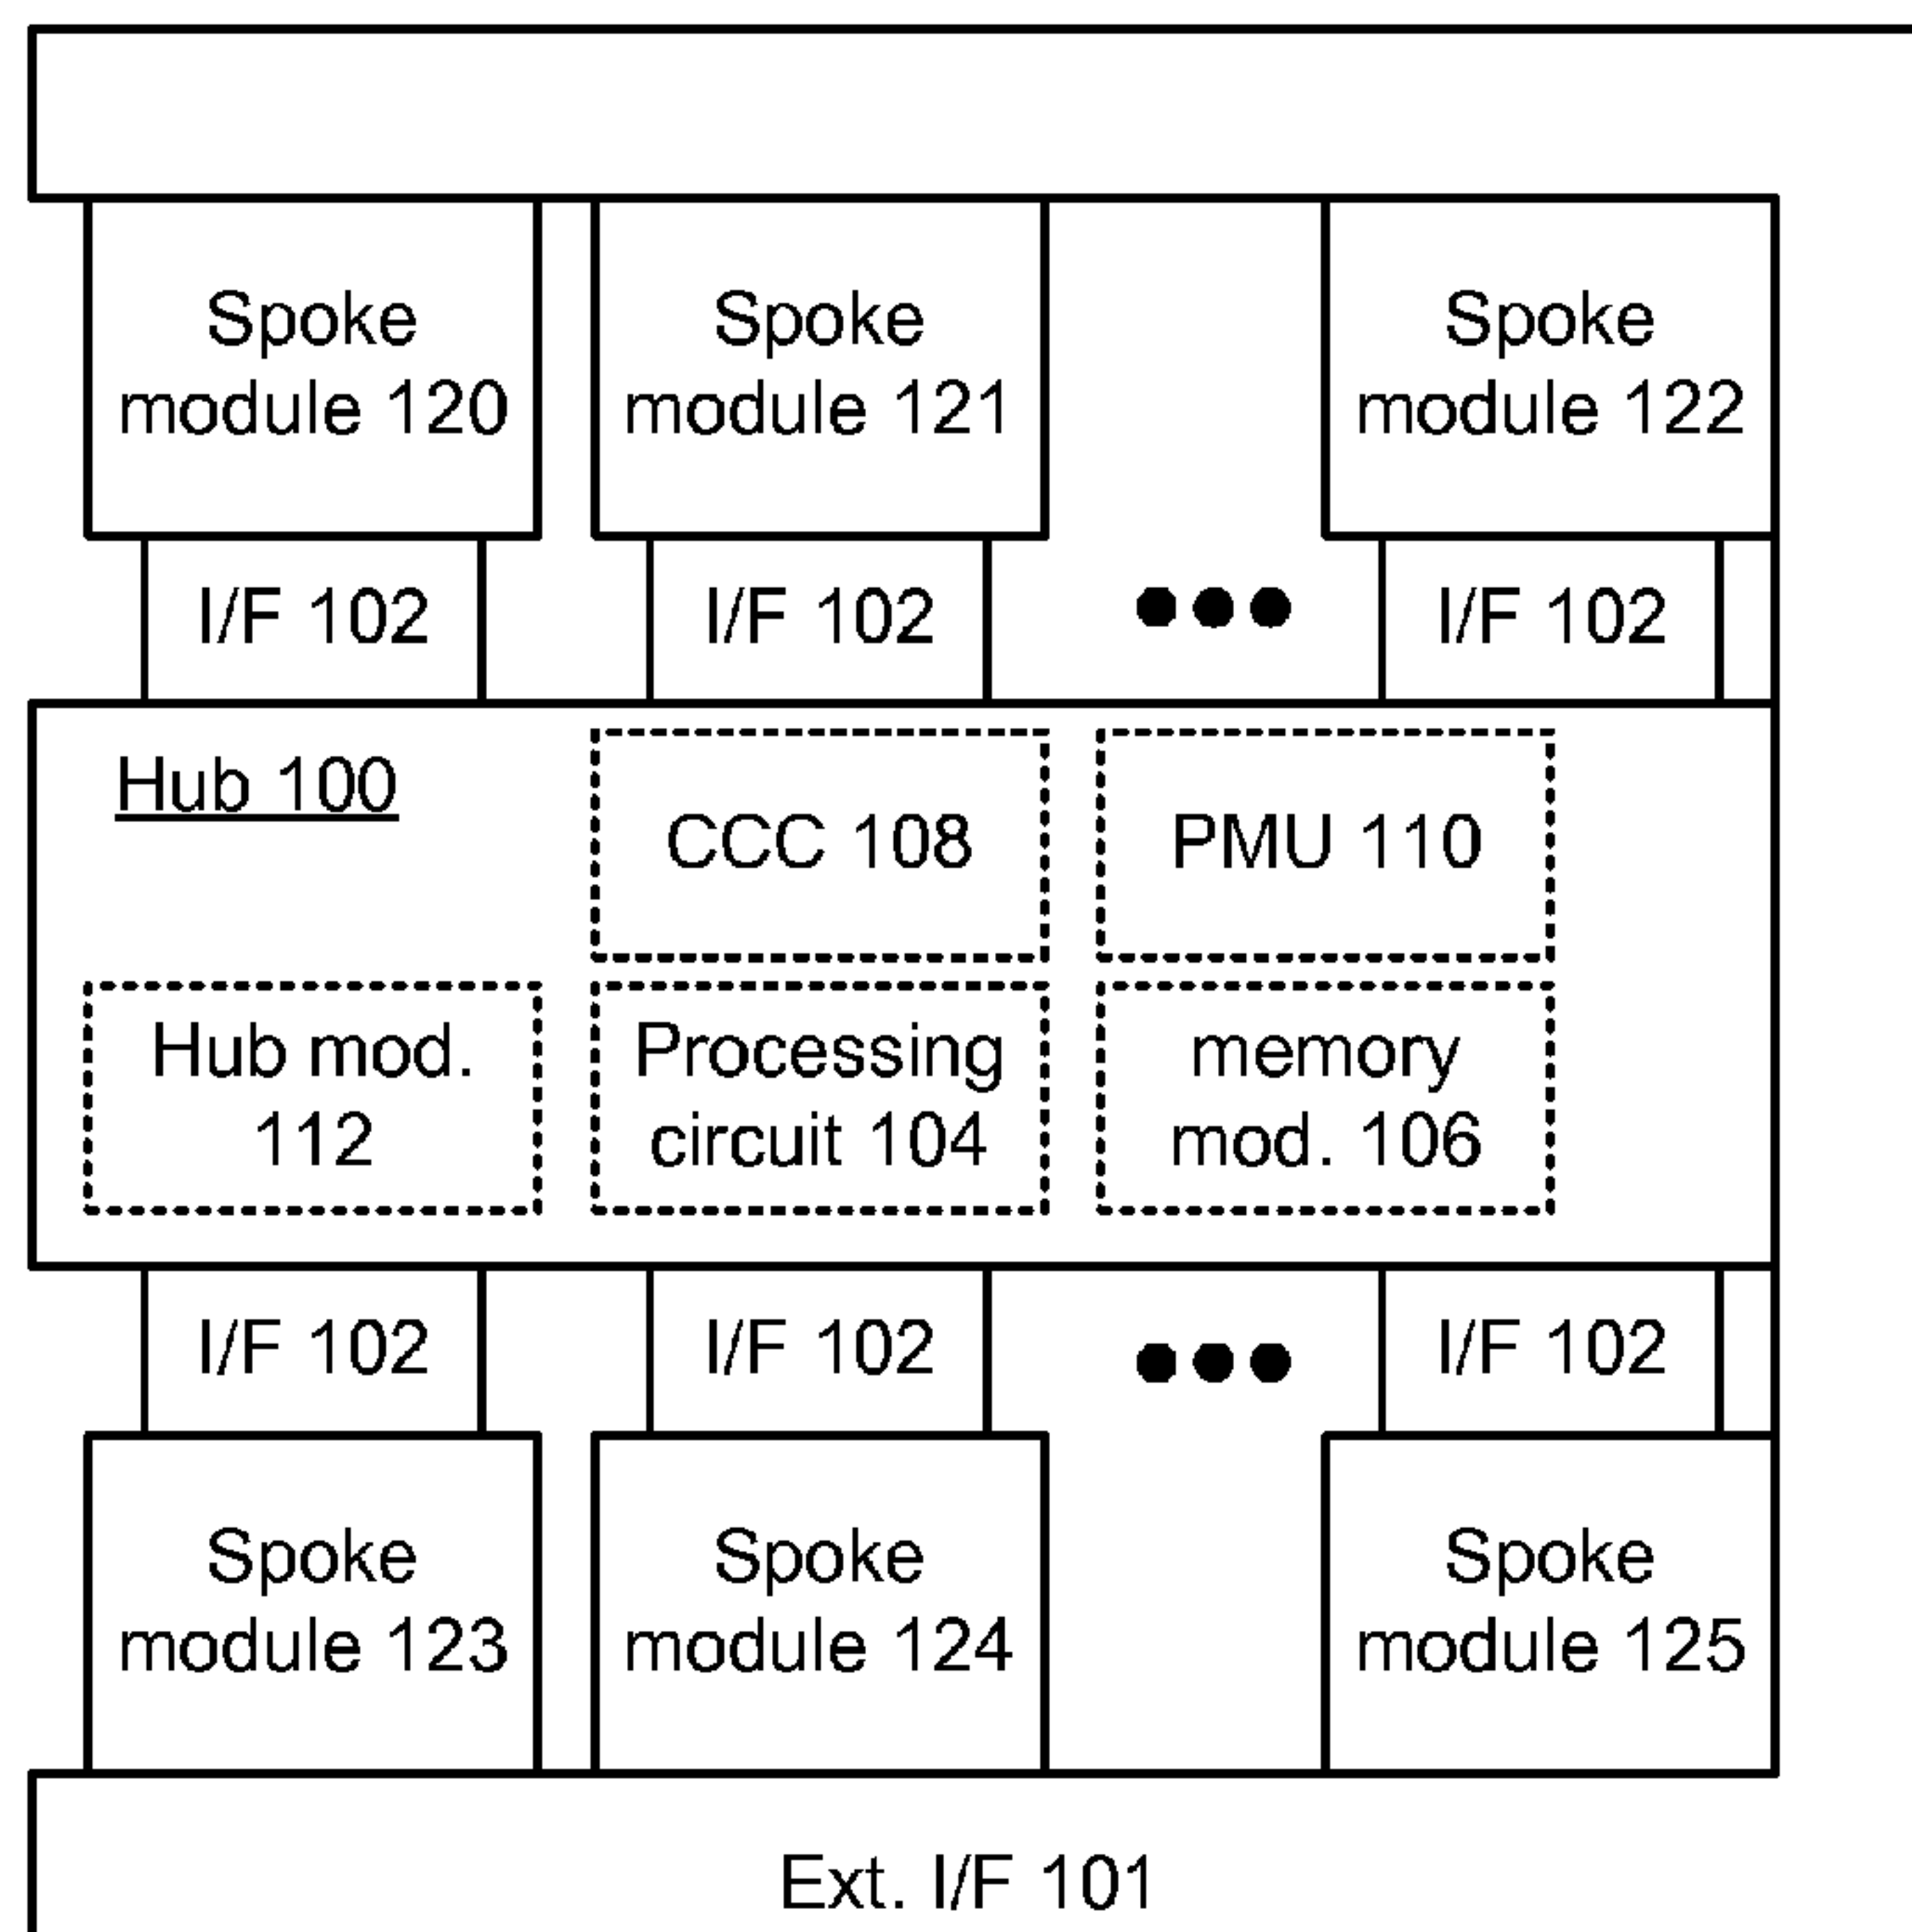 Spoke
module 120
Spoke
module 121
Spoke
module 122
I/F 102
I/F 102
I/F 102
Hub 100
CCC 108
PMU 110
Hub mod.
112
Processing
circuit 104
memory
mod. 106
I/F 102
I/F 102
I/F 102
Spoke
module 123
Spoke
module 124
Spoke
module 125
Ext. I/F 101